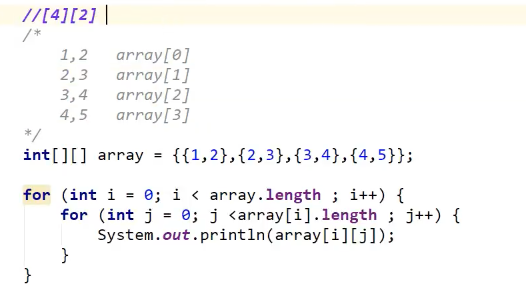 //[4][2]
/*
    1,2   array[0]
    2,3   array[1]
    3,4   array[2]
    4,5   array[3]
*/
int[][] array = {{1,2},{2,3},{3,4},{4,5}};
for (int i = 0; i < array.length ; i++) {
    for (int j = 0; j <array[i].length ; j++) {
        System.out.println(array[i][j]);
    }
}